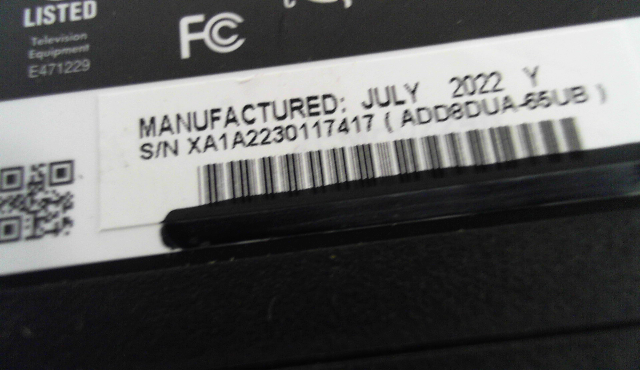 LISTED
Television
Equipment
E471229
FC
MANUFACTURED: JULY 2022 Y
S/N XA1A2230117417 ( ADD8DUA-65UB )